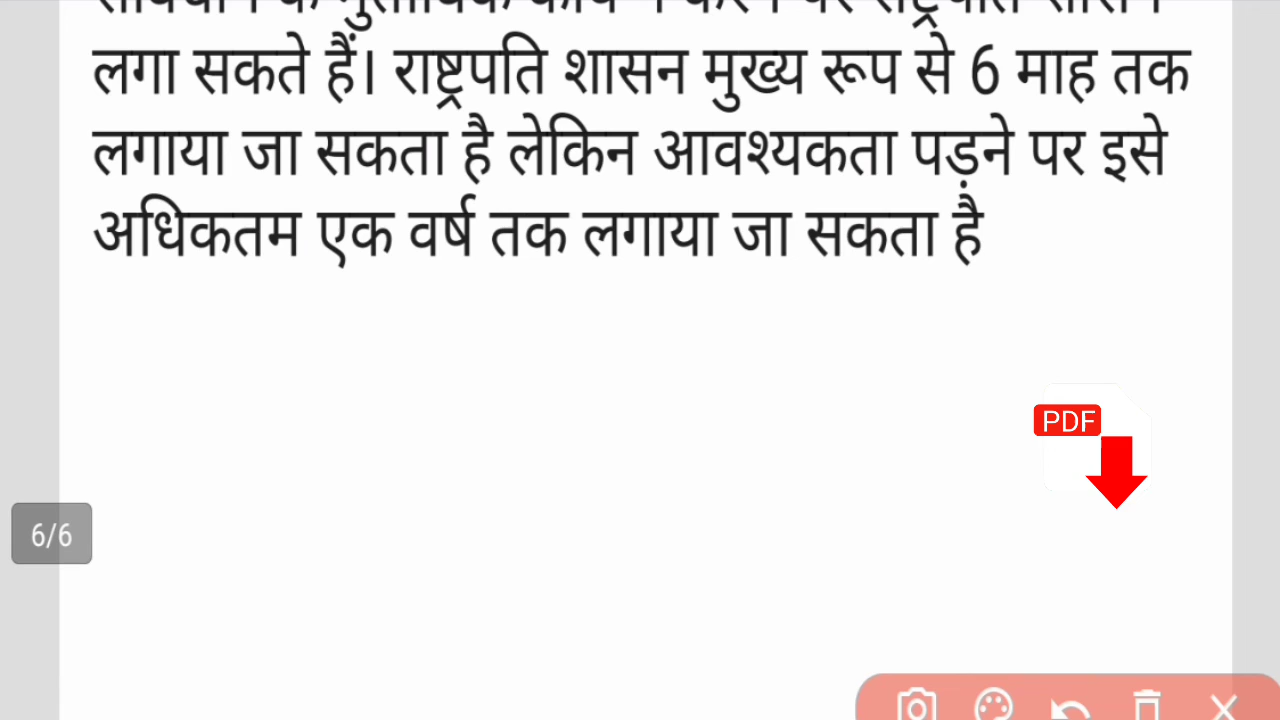 लगा सकते हैं। राष्ट्रपति शासन मुख्य रूप से 6 माह तक
लगाया जा सकता है लेकिन आवश्यकता पड़ने पर इसे
अधिकतम एक वर्ष तक लगाया जा सकता है
PDF
6/6